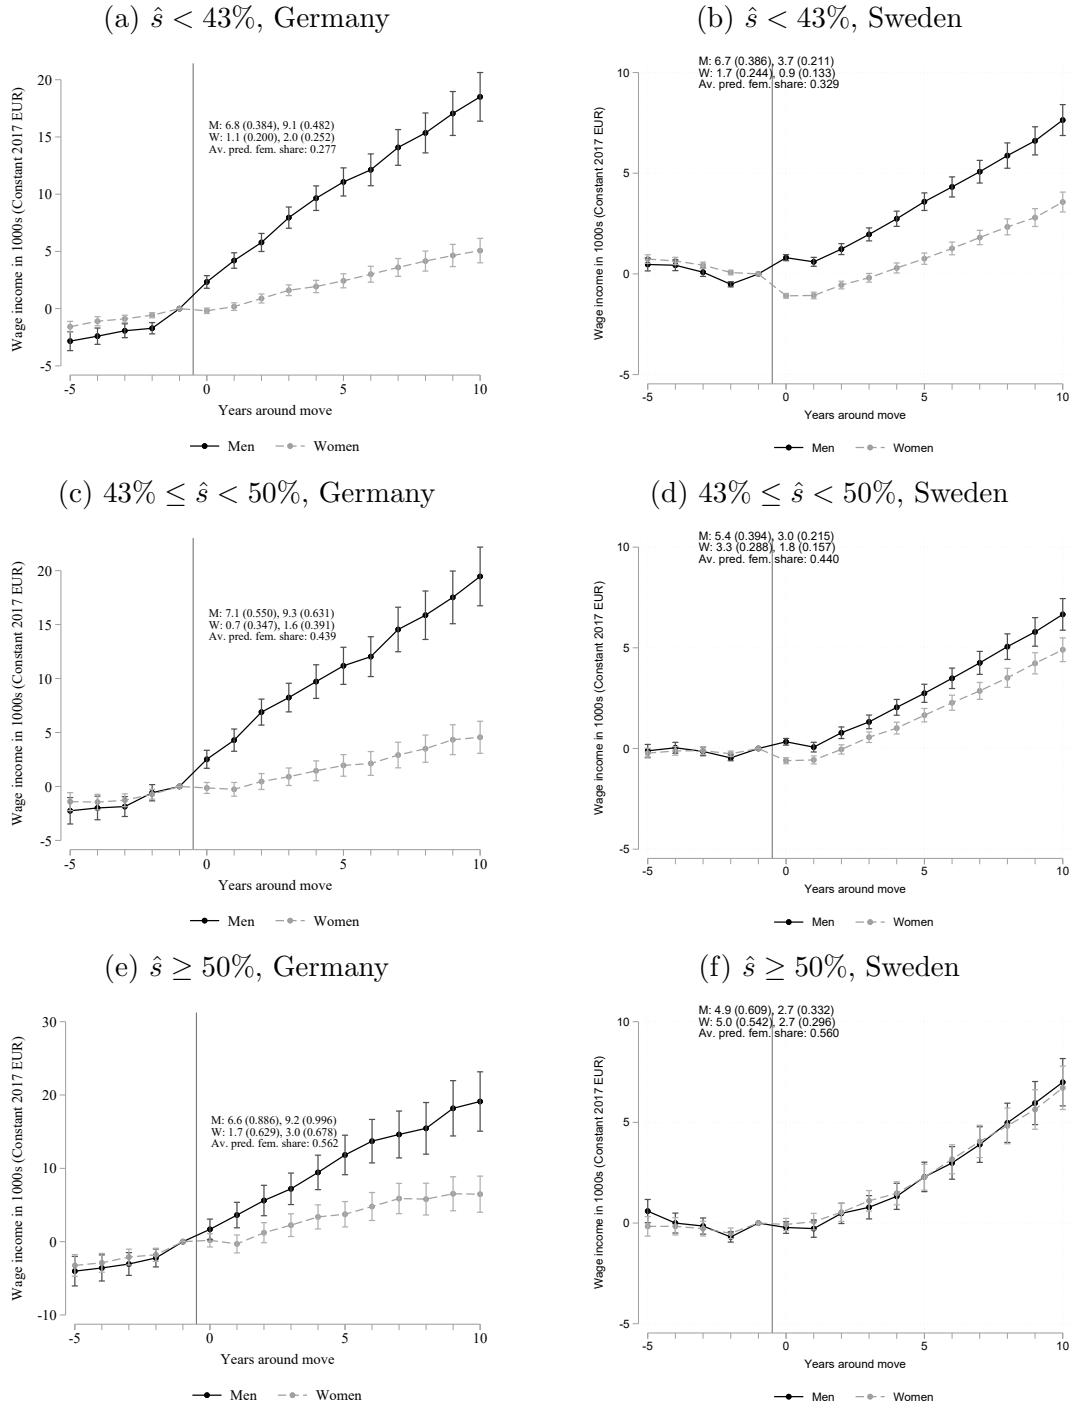 (a) ŝ < 43%, Germany
Wage income in 1000s (Constant 2017 EUR)
20
15
10
5
0
-5
M: 6.8 (0.384), 9.1 (0.482)
W: 1.1 (0.200), 2.0 (0.252)
Av. pred. fem. share: 0.277
-5 0 5 10
Years around move
Men Women
(b) ŝ < 43%, Sweden
Wage income in 1000s (Constant 2017 EUR)
10
5
0
-5
M: 6.7 (0.386), 3.7 (0.211)
W: 1.7 (0.244), 0.9 (0.133)
Av. pred. fem. share: 0.329
-5 0 5 10
Years around move
Men Women
(c) 43% ≤ ŝ < 50%, Germany
Wage income in 1000s (Constant 2017 EUR)
20
15
10
5
0
-5
M: 7.1 (0.550), 9.3 (0.631)
W: 0.7 (0.347), 1.6 (0.391)
Av. pred. fem. share: 0.439
-5 0 5 10
Years around move
Men Women
(d) 43% ≤ ŝ < 50%, Sweden
Wage income in 1000s (Constant 2017 EUR)
10
5
0
-5
M: 5.4 (0.394), 3.0 (0.215)
W: 3.3 (0.288), 1.8 (0.157)
Av. pred. fem. share: 0.440
-5 0 5 10
Years around move
Men Women
(e) ŝ ≥ 50%, Germany
Wage income in 1000s (Constant 2017 EUR)
30
20
10
0
-10
M: 6.6 (0.886), 9.2 (0.996)
W: 1.7 (0.629), 3.0 (0.678)
Av. pred. fem. share: 0.562
-5 0 5 10
Years around move
Men Women
(f) ŝ ≥ 50%, Sweden
Wage income in 1000s (Constant 2017 EUR)
10
5
0
-5
M: 4.9 (0.609), 2.7 (0.332)
W: 5.0 (0.542), 2.7 (0.296)
Av. pred. fem. share: 0.560
-5 0 5 10
Years around move
Men Women